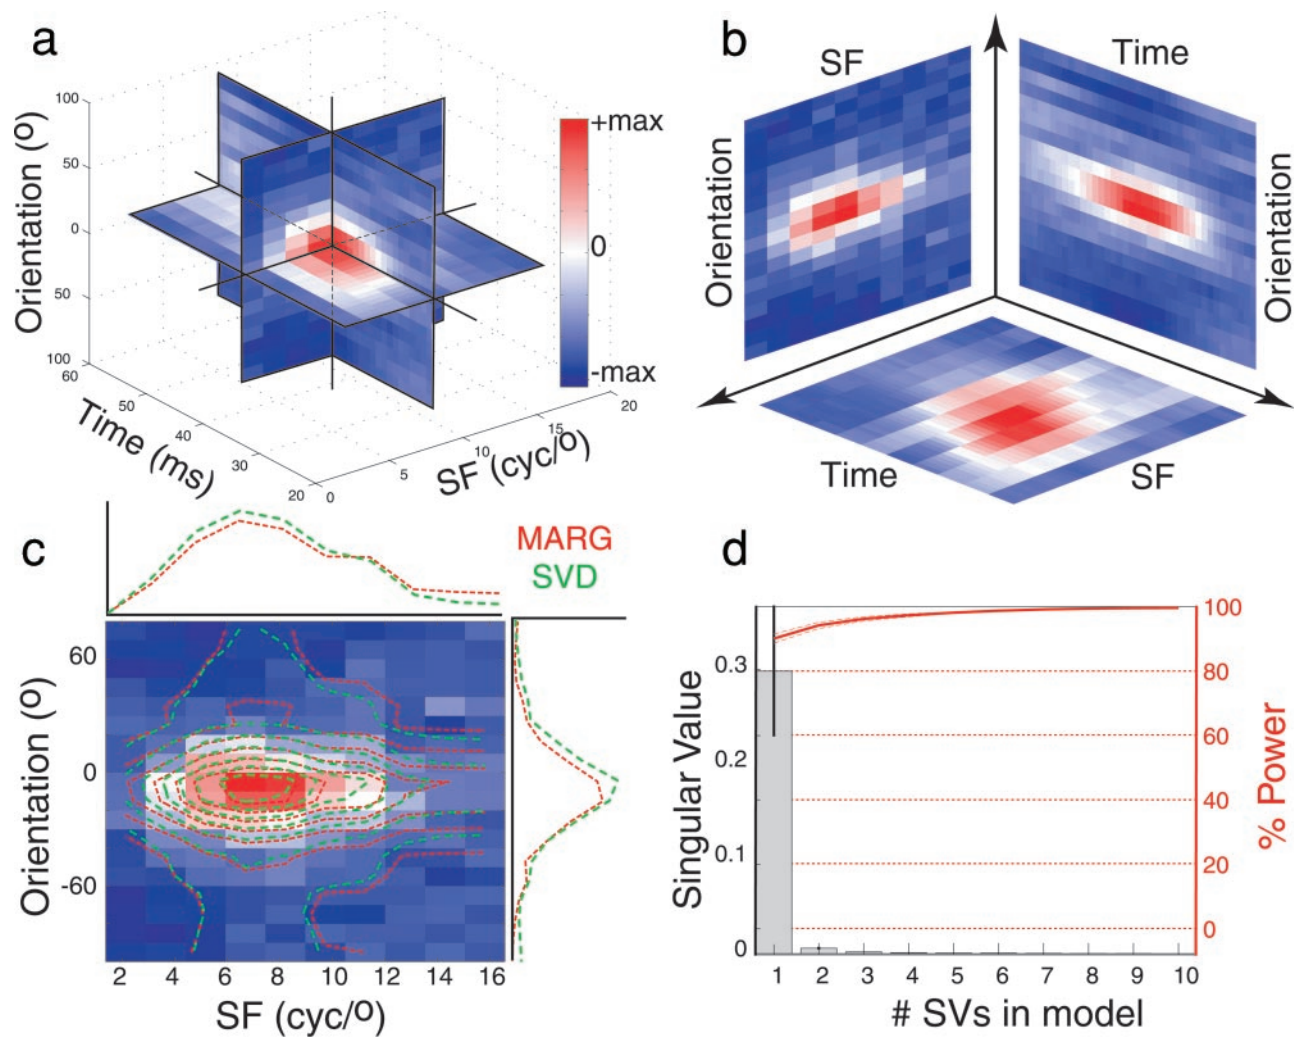 a
100
50
0
50
100
Orientation (º)
60
50
40
30
20
Time (ms)
0
5
10
15
20
SF (cyc/º)
+max
0
-max
b
SF
Time
Orientation
Orientation
Time
SF
c
MARG
SVD
60
0
-60
Orientation (º)
2 4 6 8 10 12 14 16
SF (cyc/º)
d
0.3
0.2
0.1
0
Singular Value
100
80
60
40
20
0
% Power
1 2 3 4 5 6 7 8 9 10
# SVs in model